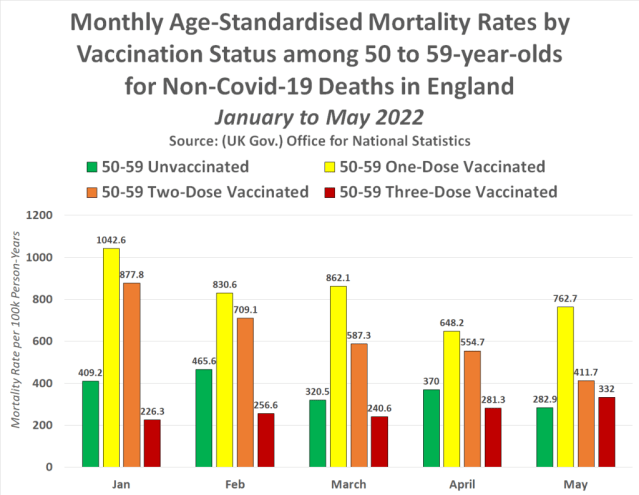 Monthly Age-Standardised Mortality Rates by
Vaccination Status among 50 to 59-year-olds
for Non-Covid-19 Deaths in England
January to May 2022
Source: (UK Gov.) Office for National Statistics
50-59 Unvaccinated 50-59 One-Dose Vaccinated
50-59 Two-Dose Vaccinated 50-59 Three-Dose Vaccinated
Mortality Rate per 100k Person-Years
1200
1000
800
600
400
200
0
409.2 1042.6 877.8 226.3
465.6 830.6 709.1 256.6
320.5 862.1 587.3 240.6
370 648.2 554.7 281.3
282.9 762.7 411.7 332
Jan Feb March April May